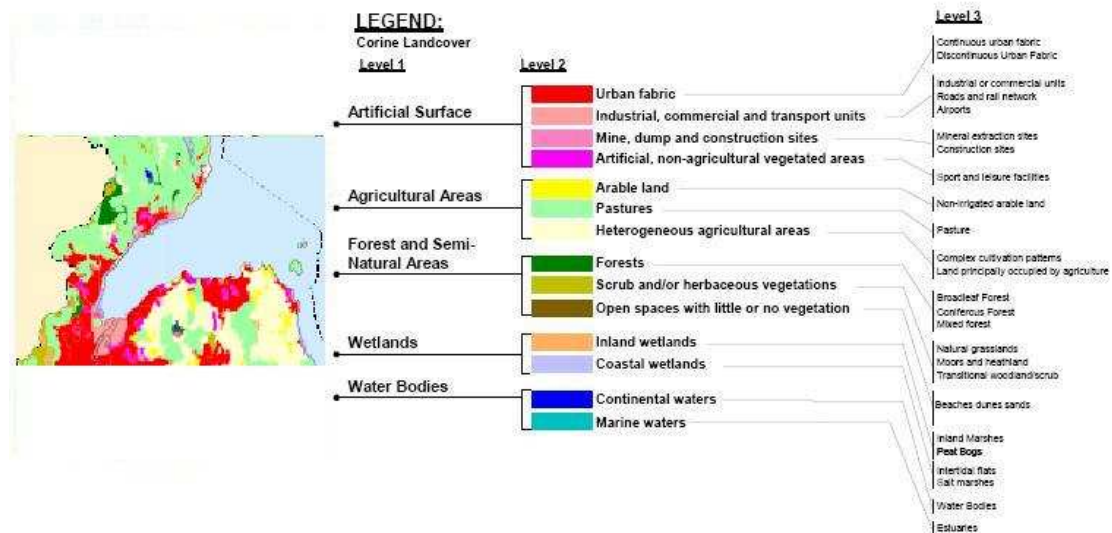 LEGEND:
Corine Landcover
Level 1
Level 2
Level 3
Artificial Surface
Agricultural Areas
Forest and Semi-
Natural Areas
Wetlands
Water Bodies
Urban fabric
Industrial, commercial and transport units
Mine, dump and construction sites
Artificial, non-agricultural vegetated areas
Arable land
Pastures
Heterogeneous agricultural areas
Forests
Scrub and/or herbaceous vegetations
Open spaces with little or no vegetation
Inland wetlands
Coastal wetlands
Continental waters
Marine waters
Continuous urban fabric
Discontinuous Urban Fabric
Industrial or commercial units
Roads and rail network
Airports
Mineral extraction sites
Construction sites
Sport and leisure facilities
Non-irrigated arable land
Pasture
Complex cultivation patterns
Land principally occupied by agriculture
Broadleaf Forest
Coniferous Forest
Mixed forest
Natural grasslands
Moors and heathland
Transitional woodland/scrub
Beaches dunes sands
Inland Marshes
Peat Bogs
Intertidal flats
Salt marshes
Water Bodies
Estuaries